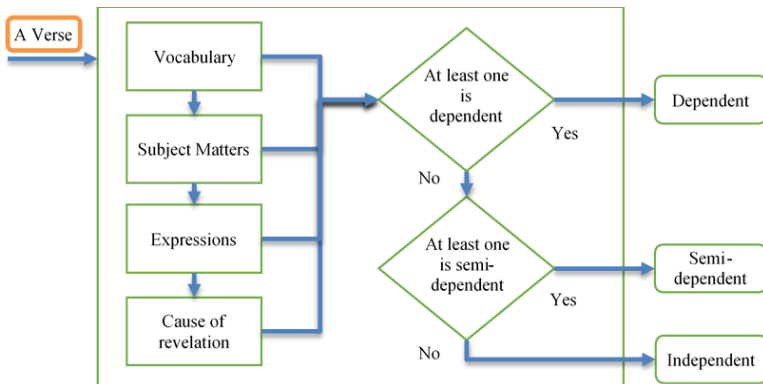 A Verse
Vocabulary
Subject Matters
Expressions
Cause of
revelation
At least one
is
dependent
Yes
No
Dependent
At least one
is semi-
dependent
Yes
No
Semi-
dependent
Independent